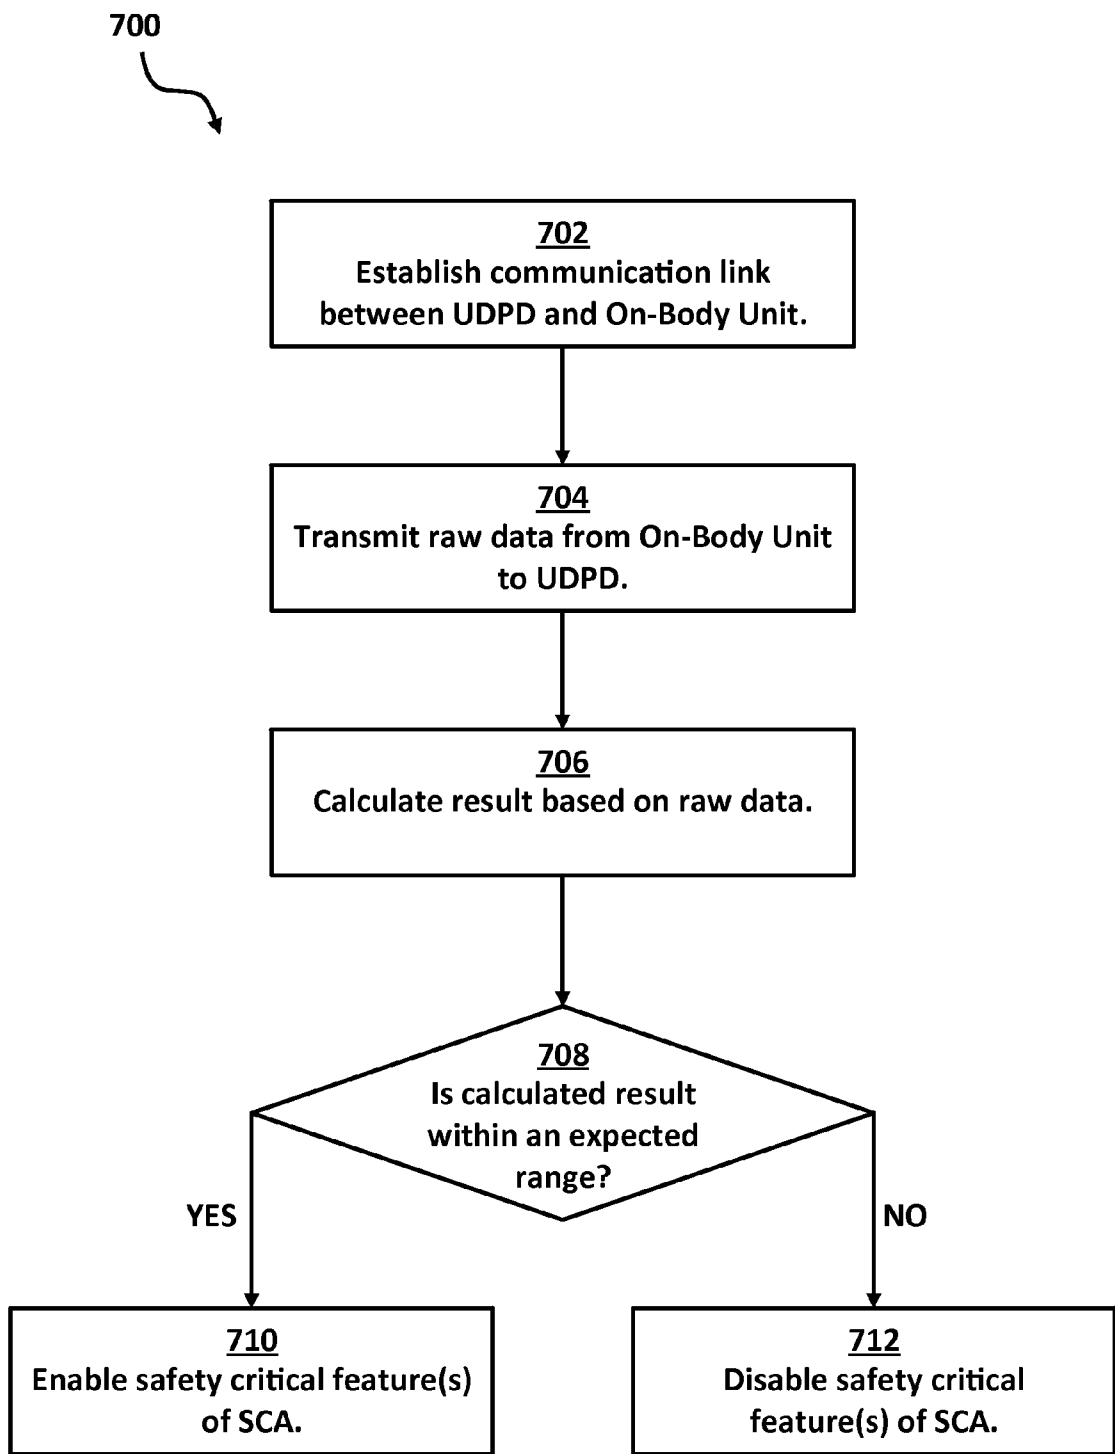 700
702
Establish communication link
between UDPD and On-Body Unit.
704
Transmit raw data from On-Body Unit
to UDPD.
706
Calculate result based on raw data.
708
Is calculated result
within an expected
range?
YES
NO
710
Enable safety critical feature(s)
of SCA.
712
Disable safety critical
feature(s) of SCA.